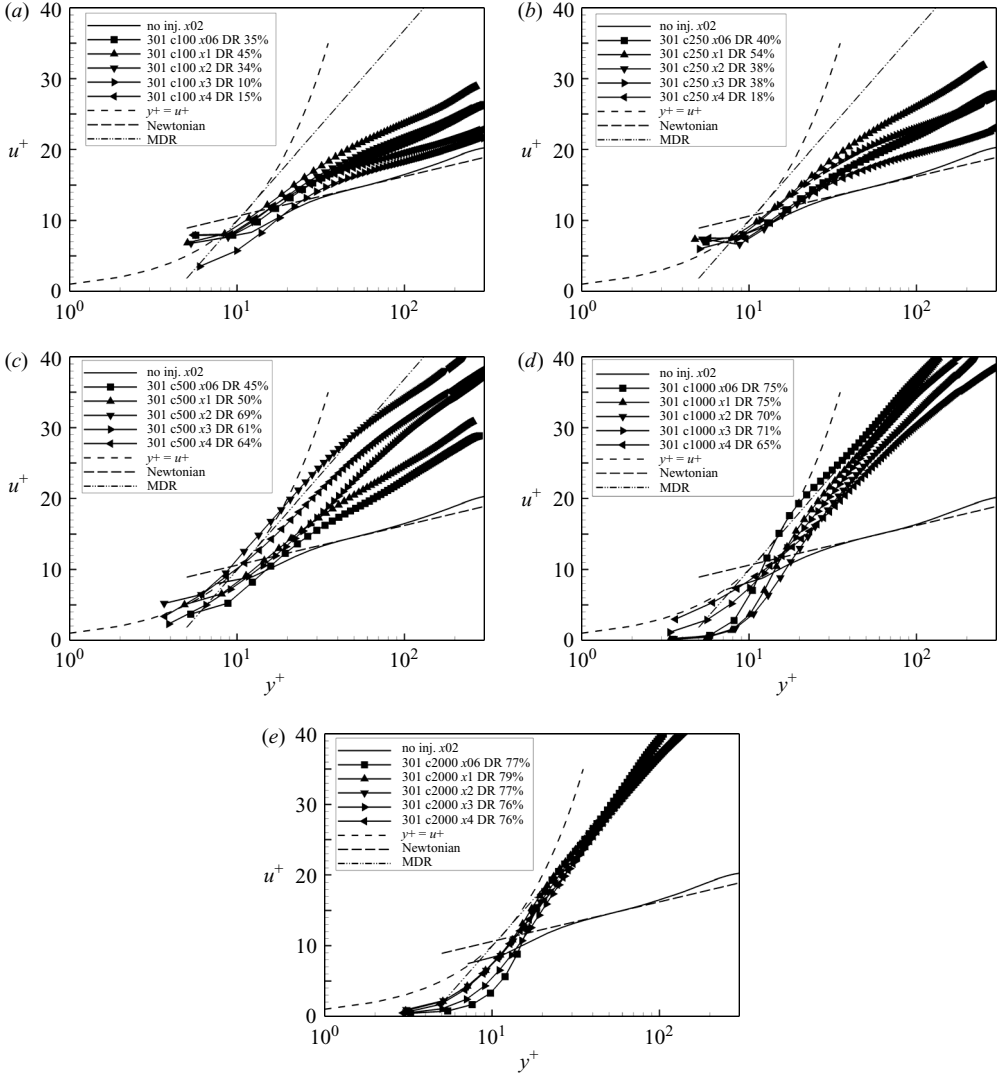 (a)
no inj. x02
301 c100 x06 DR 35%
301 c100 x1 DR 45%
301 c100 x2 DR 34%
301 c100 x3 DR 10%
301 c100 x4 DR 15%
y+ = u+
Newtonian
MDR
40
30
20
10
0
u+
10^0
10^1
10^2
(b)
no inj. x02
301 c250 x06 DR 40%
301 c250 x1 DR 54%
301 c250 x2 DR 38%
301 c250 x3 DR 38%
301 c250 x4 DR 18%
y+ = u+
Newtonian
MDR
40
30
20
10
0
u+
10^0
10^1
10^2
(c)
no inj. x02
301 c500 x06 DR 45%
301 c500 x1 DR 50%
301 c500 x2 DR 69%
301 c500 x3 DR 61%
301 c500 x4 DR 64%
y+ = u+
Newtonian
MDR
40
30
20
10
0
u+
10^0
10^1
10^2
y+
(d)
no inj. x02
301 c1000 x06 DR 75%
301 c1000 x1 DR 75%
301 c1000 x2 DR 70%
301 c1000 x3 DR 71%
301 c1000 x4 DR 65%
y+ = u+
Newtonian
MDR
40
30
20
10
0
u+
10^0
10^1
10^2
y+
(e)
no inj. x02
301 c2000 x06 DR 77%
301 c2000 x1 DR 79%
301 c2000 x2 DR 77%
301 c2000 x3 DR 76%
301 c2000 x4 DR 76%
y+ = u+
Newtonian
MDR
40
30
20
10
0
u+
10^0
10^1
10^2
y+